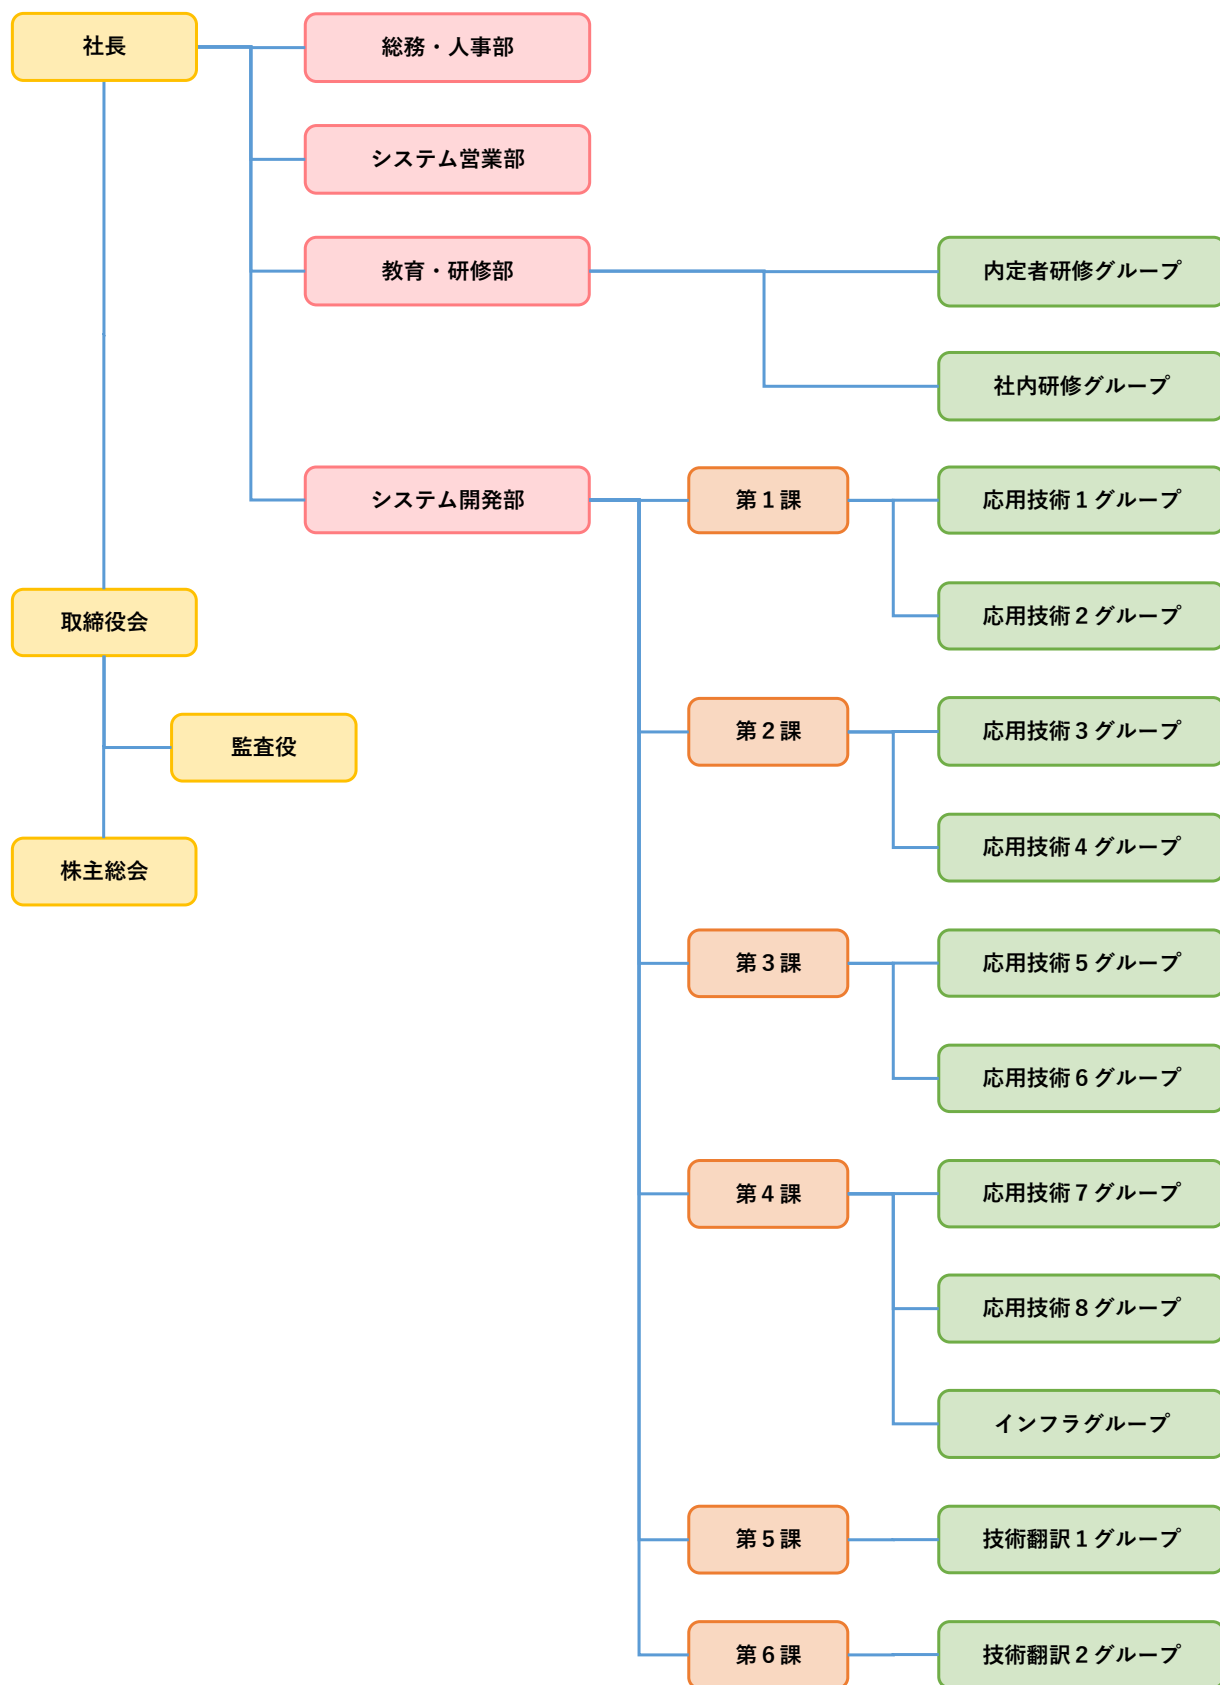 社長
総務・人事部
システム営業部
教育・研修部
内定者研修グループ
社内研修グループ
システム開発部
第１課
応用技術１グループ
応用技術２グループ
取締役会
第２課
応用技術３グループ
監査役
応用技術４グループ
株主総会
第３課
応用技術５グループ
応用技術６グループ
第４課
応用技術７グループ
応用技術８グループ
インフラグループ
第５課
技術翻訳１グループ
第６課
技術翻訳２グループ